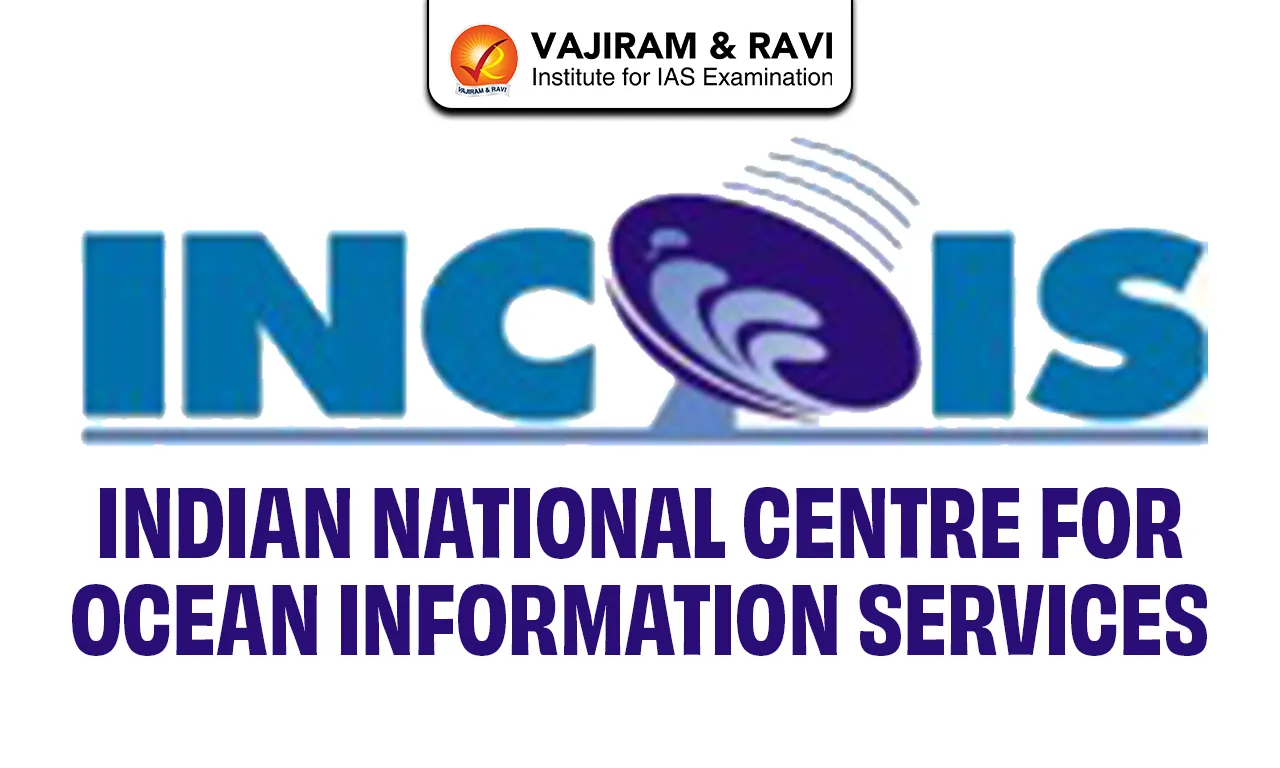 VAJIRAM & RAVI
Institute for IAS Examination
VAJIRAM & RAVI
INCOIS
INDIAN NATIONAL CENTRE FOR
OCEAN INFORMATION SERVICES